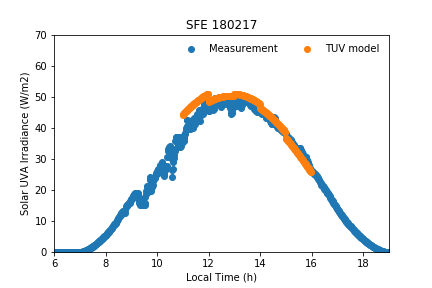 SFE 180217
Measurement TUV model
Solar UVA Irradiance (W/m2)
70
60
50
40
30
20
10
0
6 8 10 12 14 16 18
Local Time (h)